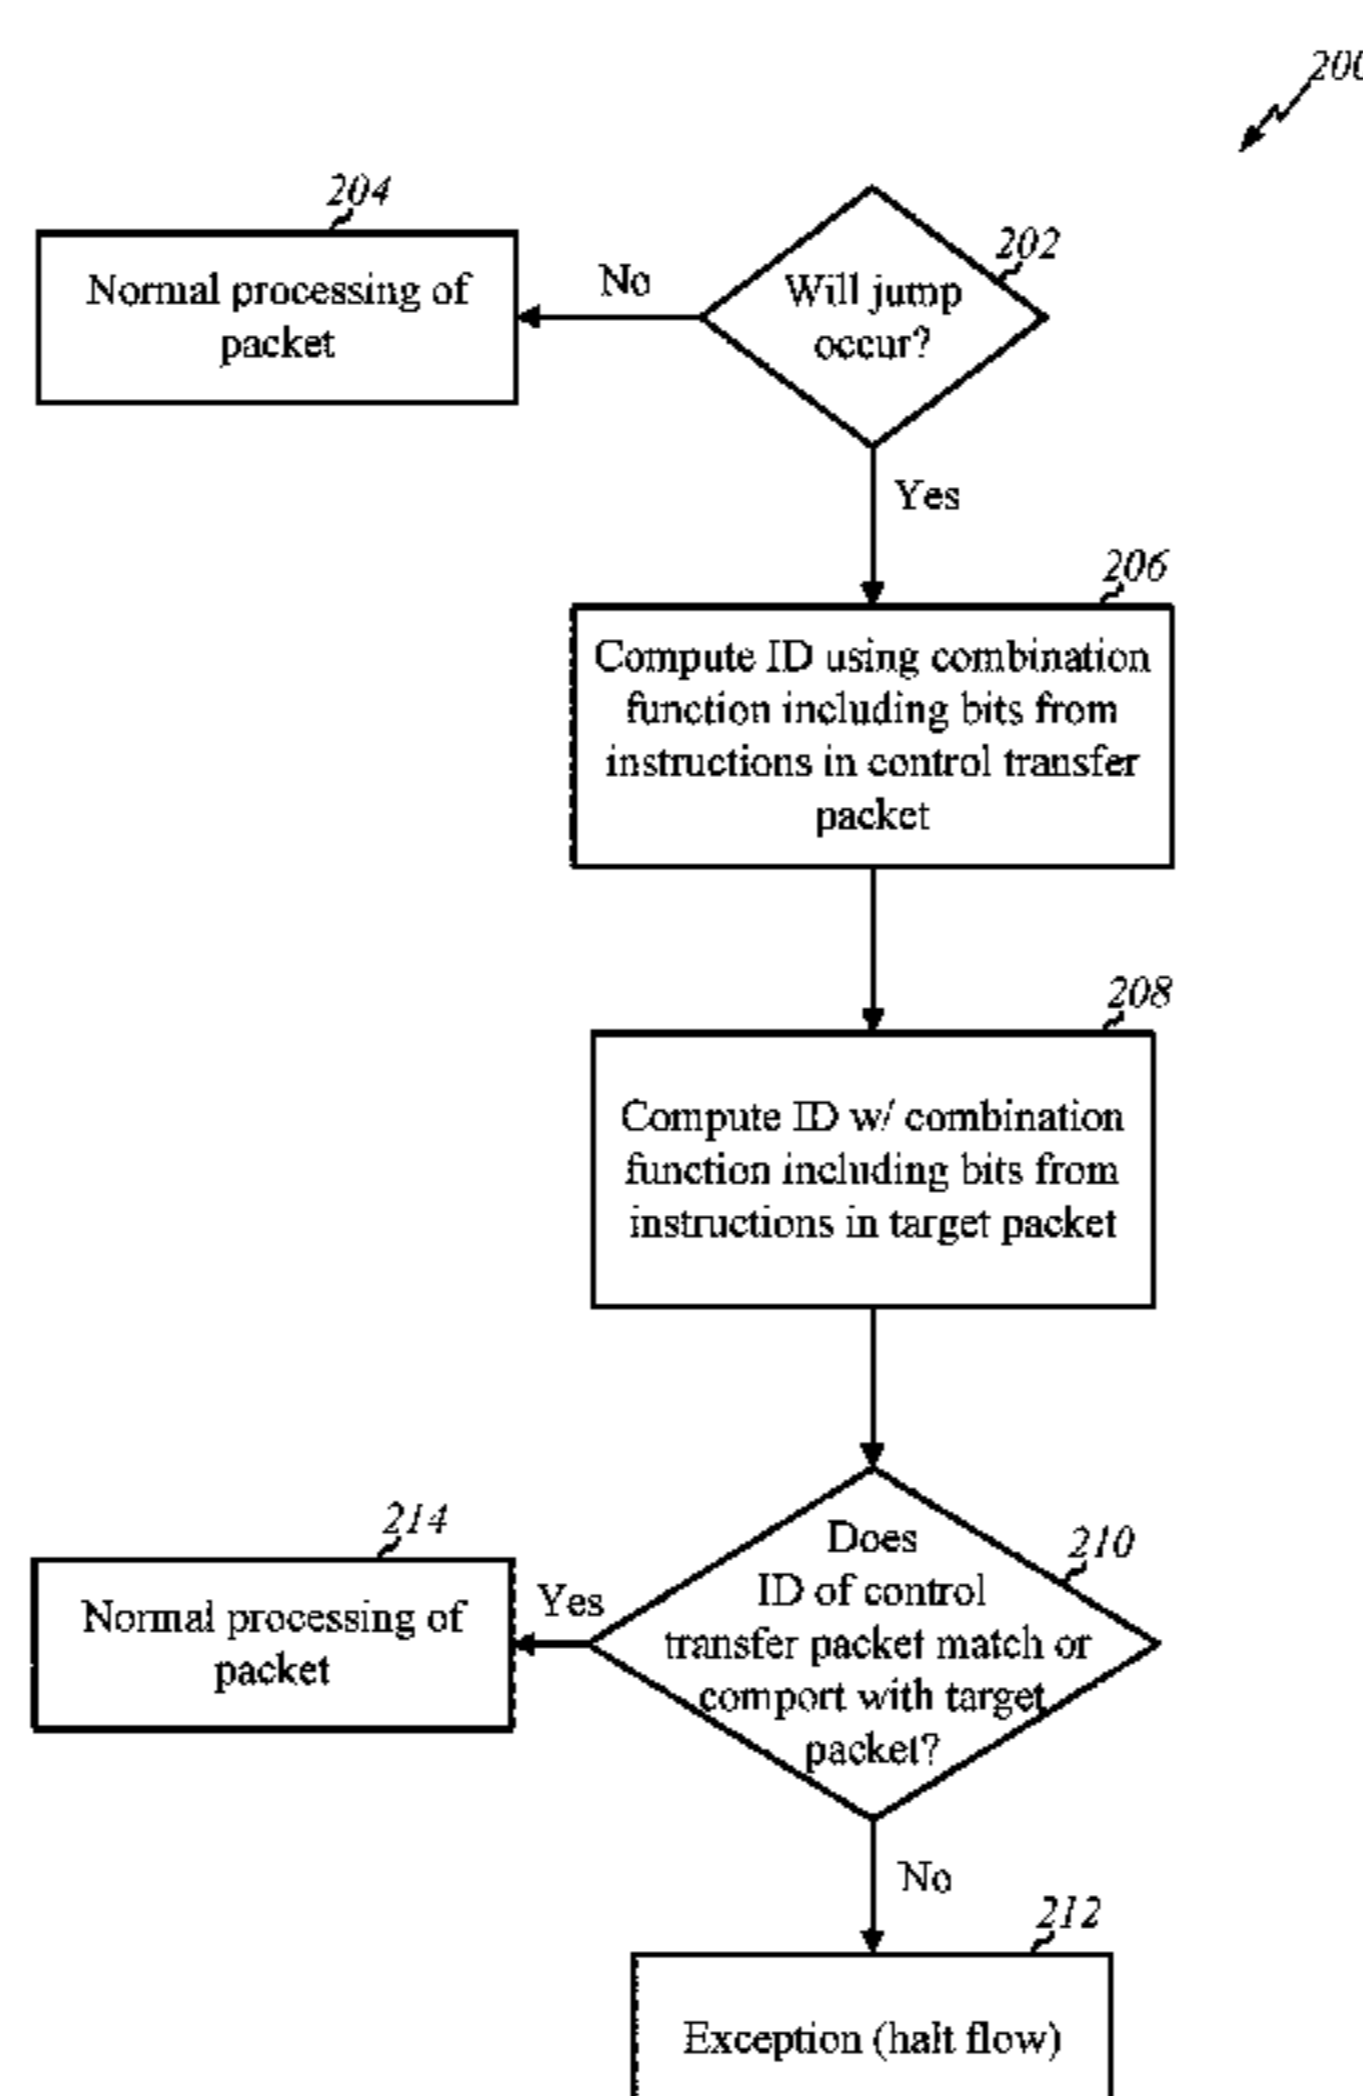 200
204
202
Normal processing of
packet
No
Will jump
occur?
Yes
206
Compute ID using combination
function including bits from
instructions in control transfer
packet
208
Compute ID w/ combination
function including bits from
instructions in target packet
214
210
Normal processing of
packet
Yes
Does
ID of control
transfer packet match or
comport with target
packet?
No
212
Exception (halt flow)